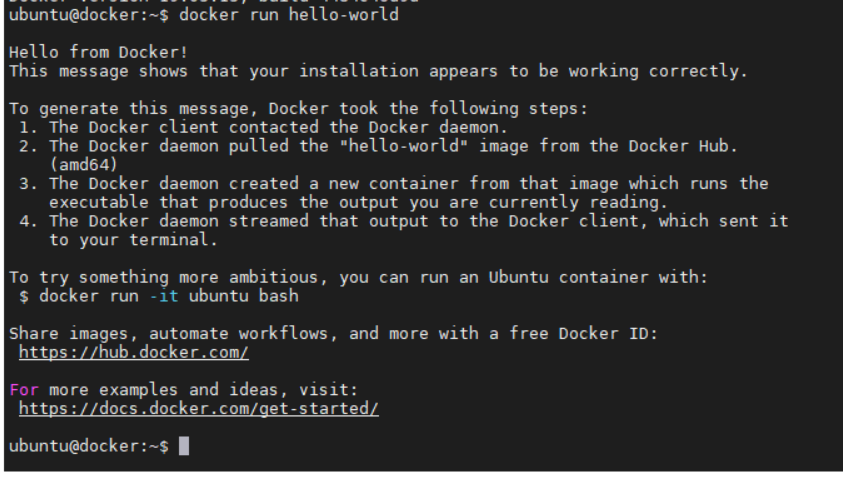 ubuntu@docker:~$ docker run hello-world
Hello from Docker!
This message shows that your installation appears to be working correctly.
To generate this message, Docker took the following steps:
1. The Docker client contacted the Docker daemon.
2. The Docker daemon pulled the "hello-world" image from the Docker Hub.
(amd64)
3. The Docker daemon created a new container from that image which runs the
executable that produces the output you are currently reading.
4. The Docker daemon streamed that output to the Docker client, which sent it
to your terminal.
To try something more ambitious, you can run an Ubuntu container with:
$ docker run -it ubuntu bash
Share images, automate workflows, and more with a free Docker ID:
https://hub.docker.com/
For more examples and ideas, visit:
https://docs.docker.com/get-started/
ubuntu@docker:~$